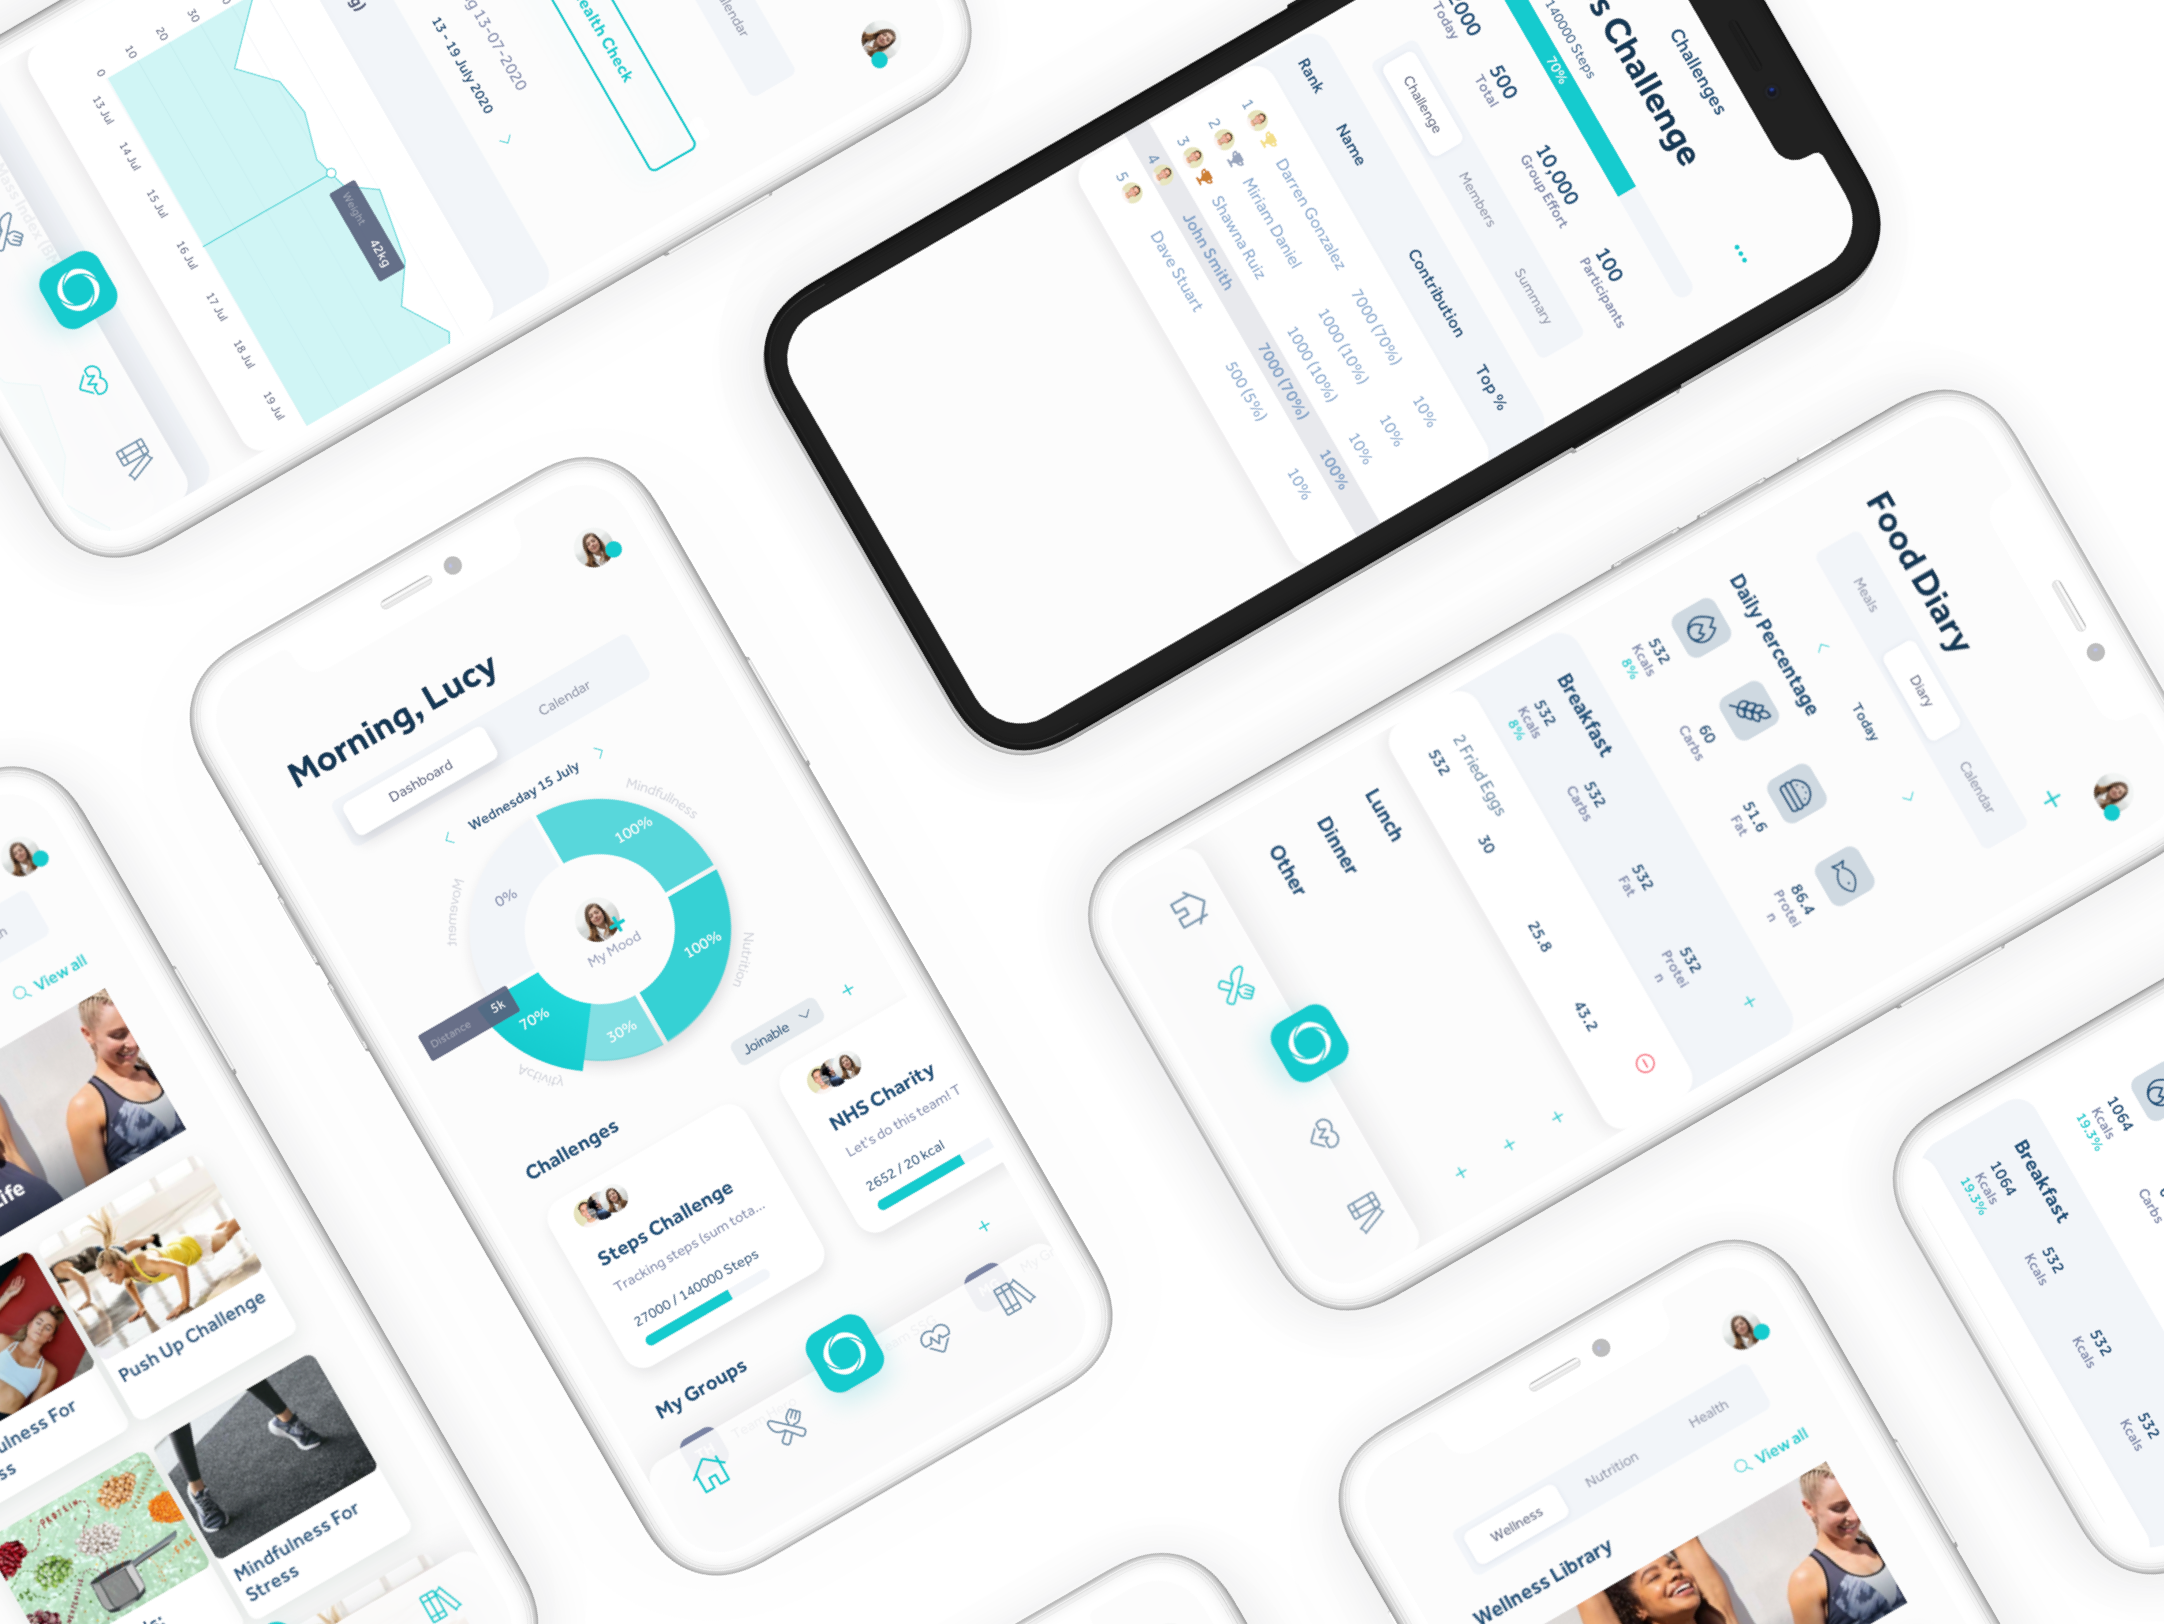 0
10
20
30
13 Jul
14 Jul
15 Jul
16 Jul
17 Jul
18 Jul
19 Jul
Weight 42kg
13-07-2020
13 - 19 July 2020
Health Check
Calendar
Challenges
s Challenge
140000 Steps
70%
2000
Today
500
Total
10,000
Group Effort
100
Participants
Challenge
Members
Summary
Rank Name Contribution Top %
1 Darren Gonzalez 7000 (70%) 10%
2 Miriam Daniel 1000 (10%) 10%
3 Shawna Ruiz 1000 (10%) 10%
4 John Smith 7000 (70%) 100%
5 Dave Stuart 500 (5%) 10%
Morning, Lucy
Dashboard
Calendar
Wednesday 15 July
Mindfullness
100%
Nutrition
100%
30%
Activity
70%
Distance 5k
Movement
0%
My Mood
Challenges
Joinable
Steps Challenge
Tracking steps (sum tota...
27000 / 140000 Steps
NHS Charity
Let's do this team! T
2652 / 20 kcal
My Groups
TH
Food Diary
Meals
Diary
Calendar
Today
Daily Percentage
532
Kcals
8%
60
Carbs
51.6
Fat
86.4
Protei
n
Breakfast
532
Kcals
8%
532
Carbs
532
Fat
532
Protei
n
2 Fried Eggs
532
30
25.8
43.2
Lunch
Dinner
Other
View all
Life
Push Up Challenge
ulness For
ss
Mindfulness For
Stress
PROTEIN
1064
Kcals
19.3%
Carbs
Breakfast
1064
Kcals
19.3%
532
Kcals
532
Kcals
532
Kcals
Wellness
Nutrition
Health
View all
Wellness Library